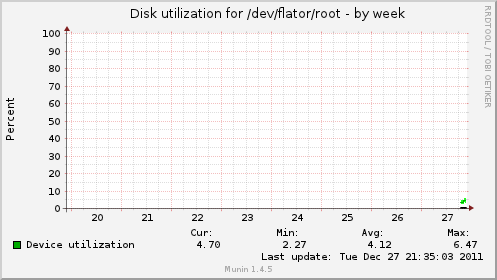 Disk utilization for /dev/flator/root - by week
RRDTOOL / TOBI OETIKER
Percent
100
90
80
70
60
50
40
30
20
10
0
20 21 22 23 24 25 26 27
Cur: Min: Avg: Max:
Device utilization 4.70 2.27 4.12 6.47
Last update: Tue Dec 27 21:35:03 2011
Munin 1.4.5